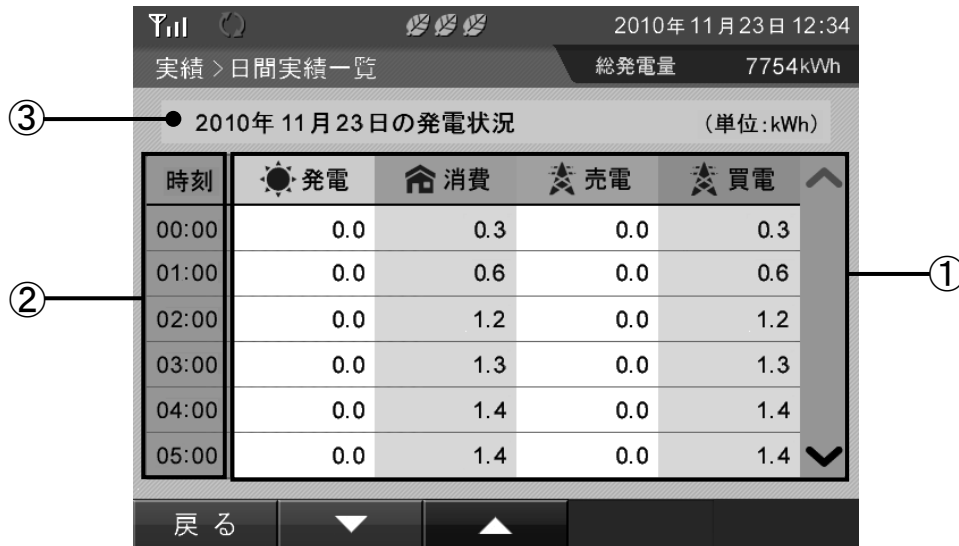 2010年11月23日 12:34
実績＞日間実績一覧 総発電量 7754kWh
③ 2010年11月23日の発電状況 （単位:kWh）
時刻 発電 消費 売電 買電
00:00 0.0 0.3 0.0 0.3
01:00 0.0 0.6 0.0 0.6
①
②
02:00 0.0 1.2 0.0 1.2
03:00 0.0 1.3 0.0 1.3
04:00 0.0 1.4 0.0 1.4
05:00 0.0 1.4 0.0 1.4
戻る